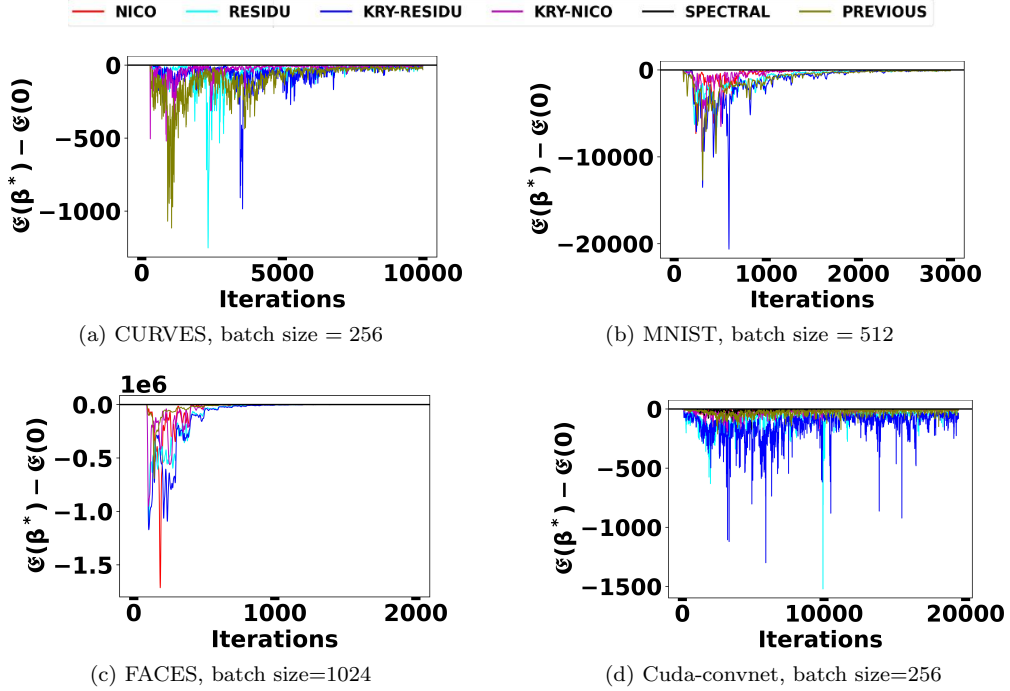 NICO RESIDU KRY-RESIDU KRY-NICO SPECTRAL PREVIOUS
𝕰(β*) − 𝕰(0)
0
−500
−1000
0 5000 10000
Iterations
(a) CURVES, batch size = 256
𝕰(β*) − 𝕰(0)
0
−10000
−20000
0 1000 2000 3000
Iterations
(b) MNIST, batch size = 512
𝕰(β*) − 𝕰(0)
1e6
0.0
−0.5
−1.0
−1.5
0 1000 2000
Iterations
(c) FACES, batch size=1024
𝕰(β*) − 𝕰(0)
0
−500
−1000
−1500
0 10000 20000
Iterations
(d) Cuda-convnet, batch size=256